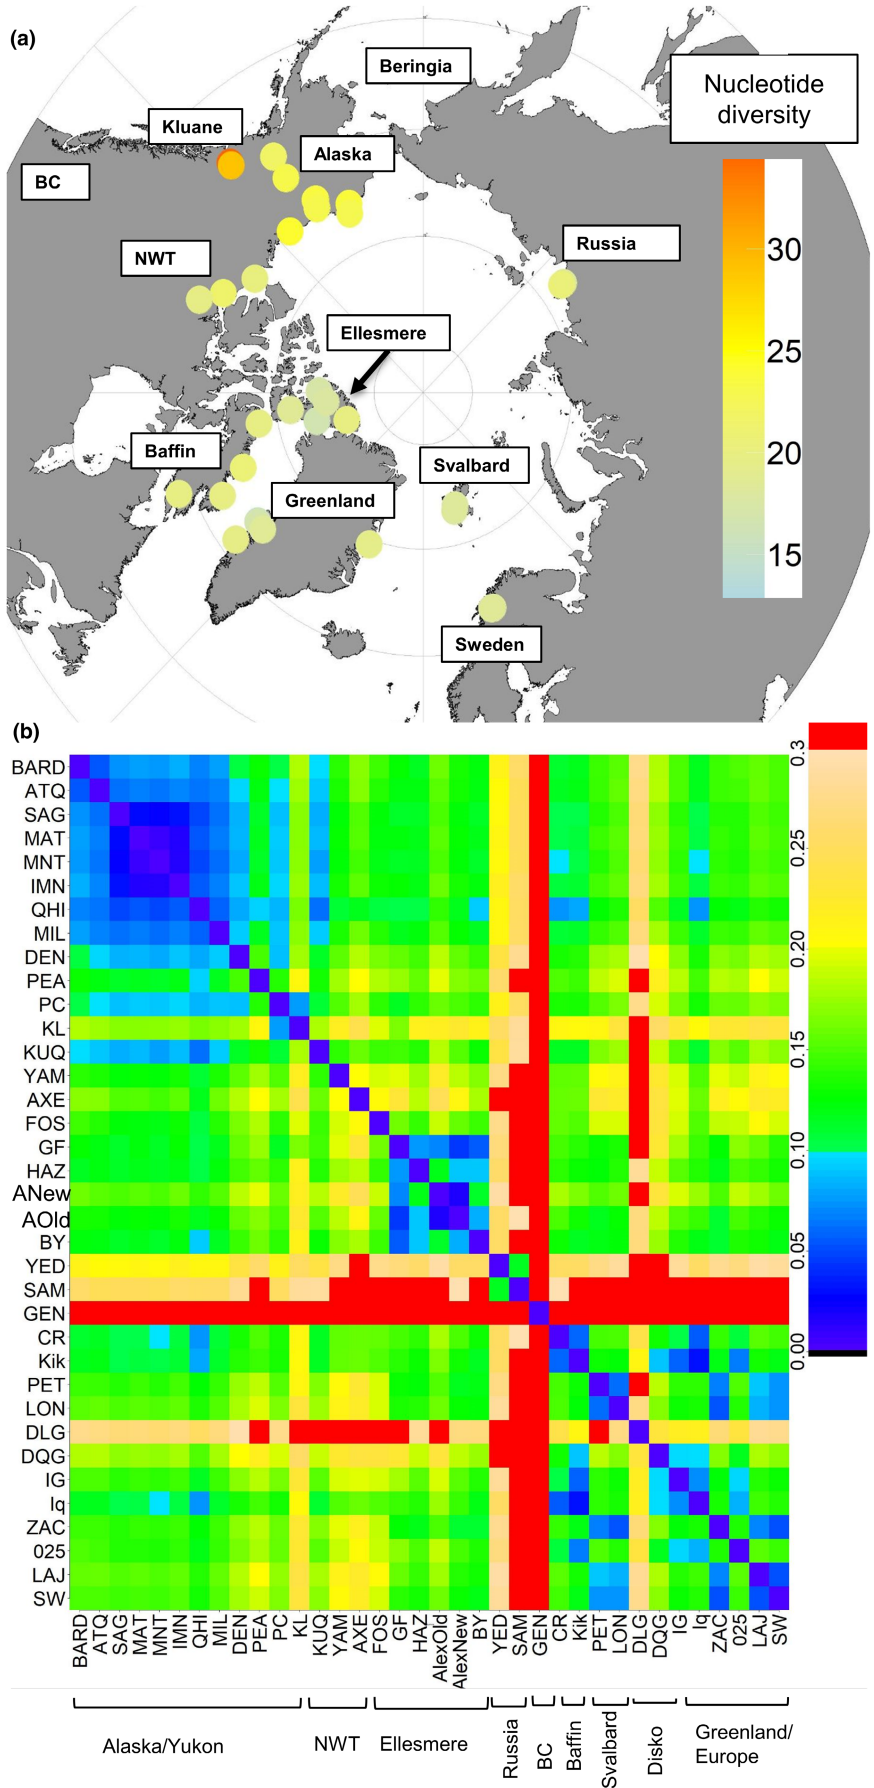 (a)
Beringia
Nucleotide
diversity
Kluane
Alaska
BC
NWT
Russia
Ellesmere
Baffin
Svalbard
Greenland
Sweden
30
25
20
15
(b)
BARD
ATQ
SAG
MAT
MNT
IMN
QHI
MIL
DEN
PEA
PC
KL
KUQ
YAM
AXE
FOS
GF
HAZ
ANew
AOld
BY
YED
SAM
GEN
CR
Kik
PET
LON
DLG
DQG
IG
Iq
ZAC
025
LAJ
SW
0.3
0.25
0.20
0.15
0.10
0.05
0.00
BARD ATQ SAG MAT MNT IMN QHI MIL DEN PEA PC KL KUQ YAM AXE FOS GF HAZ AlexOld AlexNew BY YED SAM GEN CR Kik PET LON DLG DQG IG Iq ZAC 025 LAJ SW
Alaska/Yukon
NWT
Ellesmere
Russia
BC
Baffin
Svalbard
Disko
Greenland/
Europe